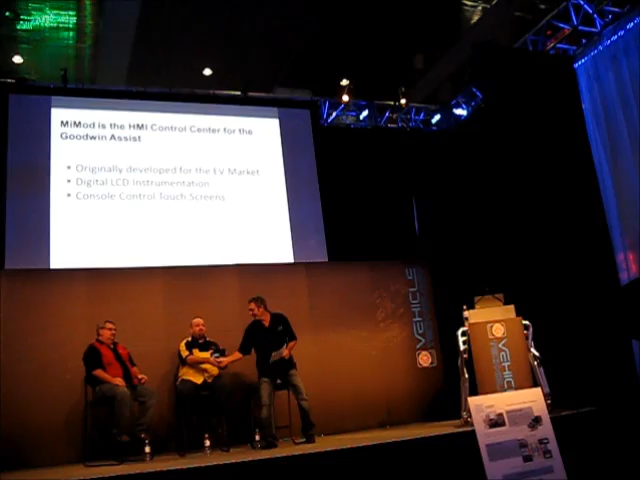 MiMod is the HMI Control Center for the
Goodwin Assist
• Originally developed for the EV Market
• Digital LCD Instrumentation
• Console Control Touch Screens
VEHICLE
VEHICLE